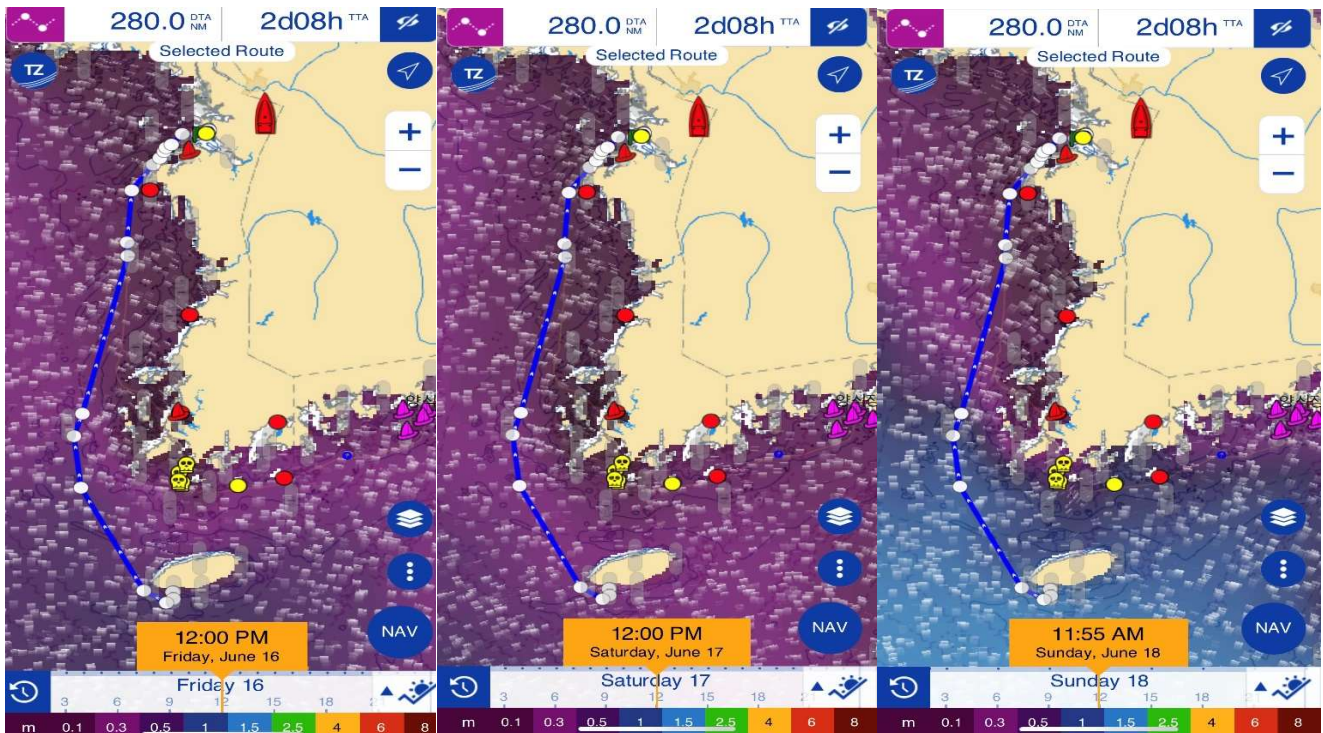 280.0 DTA NM 2d08h TTA
Selected Route
TZ
+
−
NAV
12:00 PM
Friday, June 16
Friday 16
3 6 9 12 15 18 21
m 0.1 0.3 0.5 1 1.5 2.5 4 6 8
280.0 DTA NM 2d08h TTA
Selected Route
TZ
+
−
NAV
12:00 PM
Saturday, June 17
Saturday 17
3 6 9 12 15 18 21
m 0.1 0.3 0.5 1 1.5 2.5 4 6 8
280.0 DTA NM 2d08h TTA
Selected Route
TZ
+
−
NAV
11:55 AM
Sunday, June 18
Sunday 18
3 6 9 12 15 18 21
m 0.1 0.3 0.5 1 1.5 2.5 4 6 8